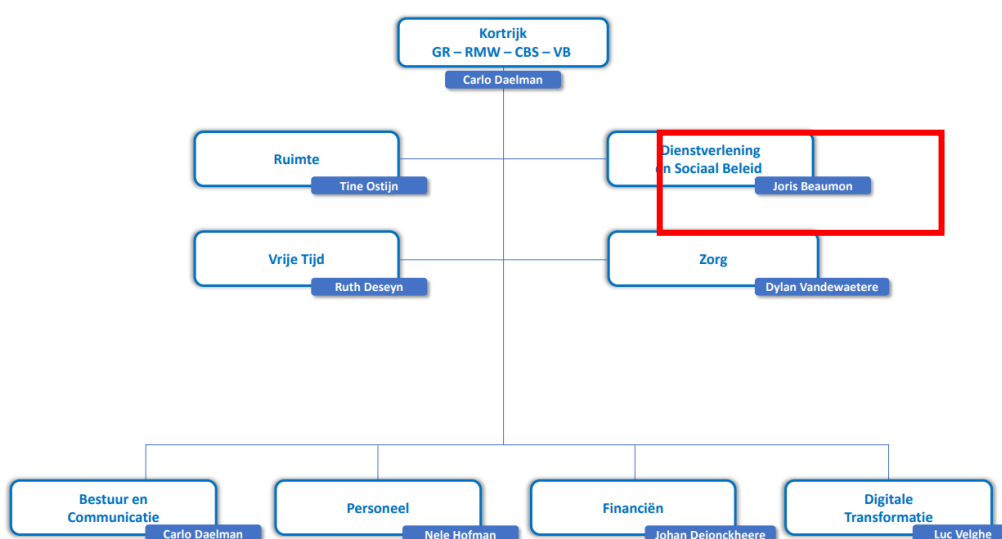 Kortrijk
GR – RMW – CBS – VB
Carlo Daelman
Ruimte
Tine Ostijn
Dienstverlening
en Sociaal Beleid
Joris Beaumon
Vrije Tijd
Ruth Deseyn
Zorg
Dylan Vandewaetere
Bestuur en
Communicatie
Carlo Daelman
Personeel
Nele Hofman
Financiën
Johan Dejonckheere
Digitale
Transformatie
Luc Velghe